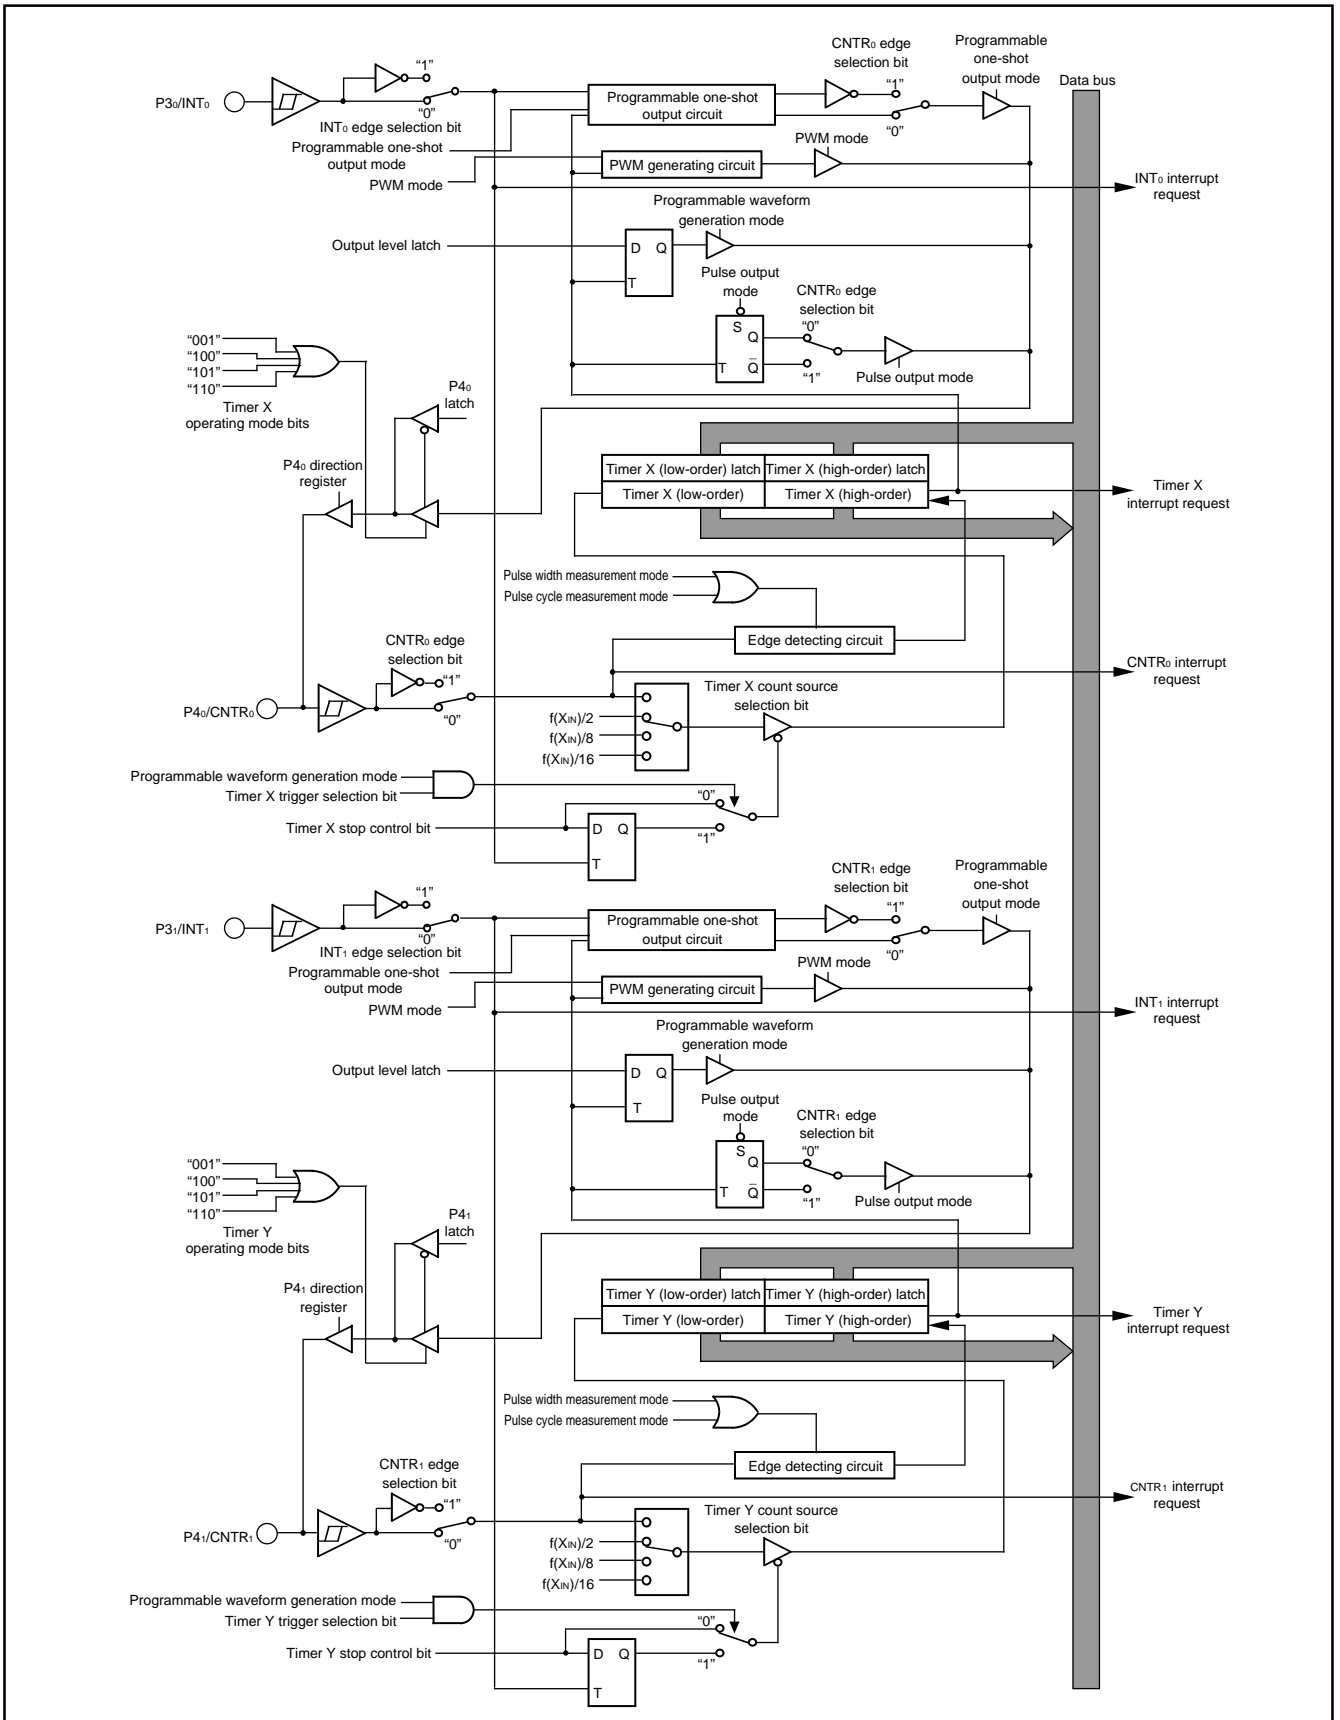 CNTR₀ edge
selection bit
Programmable
one-shot
output mode
Data bus
“1”
P3₀/INT₀
“0”
INT₀ edge selection bit
Programmable one-shot
output circuit
“1”
“0”
Programmable one-shot
output mode
PWM mode
PWM generating circuit
PWM mode
INT₀ interrupt
request
Programmable waveform
generation mode
Output level latch
D Q
T
Pulse output
mode
CNTR₀ edge
selection bit
“0”
S
Q
T Q̅
“1”
Pulse output mode
“001”
“100”
“101”
“110”
Timer X
operating mode bits
P4₀
latch
P4₀ direction
register
Timer X (low-order) latch
Timer X (high-order) latch
Timer X (low-order)
Timer X (high-order)
Timer X
interrupt request
Pulse width measurement mode
Pulse cycle measurement mode
Edge detecting circuit
CNTR₀ edge
selection bit
“1”
P4₀/CNTR₀
“0”
CNTR₀ interrupt
request
Timer X count source
selection bit
f(XIN)/2
f(XIN)/8
f(XIN)/16
Programmable waveform generation mode
Timer X trigger selection bit
“0”
Timer X stop control bit
D Q
“1”
T
CNTR₁ edge
selection bit
Programmable
one-shot
output mode
“1”
P3₁/INT₁
“0”
INT₁ edge selection bit
Programmable one-shot
output circuit
“1”
“0”
Programmable one-shot
output mode
PWM mode
PWM generating circuit
PWM mode
INT₁ interrupt
request
Programmable waveform
generation mode
Output level latch
D Q
T
Pulse output
mode
CNTR₁ edge
selection bit
“0”
S
Q
T Q̅
“1”
Pulse output mode
“001”
“100”
“101”
“110”
Timer Y
operating mode bits
P4₁
latch
P4₁ direction
register
Timer Y (low-order) latch
Timer Y (high-order) latch
Timer Y (low-order)
Timer Y (high-order)
Timer Y
interrupt request
Pulse width measurement mode
Pulse cycle measurement mode
Edge detecting circuit
CNTR₁ edge
selection bit
“1”
P4₁/CNTR₁
“0”
CNTR₁ interrupt
request
Timer Y count source
selection bit
f(XIN)/2
f(XIN)/8
f(XIN)/16
Programmable waveform generation mode
Timer Y trigger selection bit
“0”
Timer Y stop control bit
D Q
“1”
T